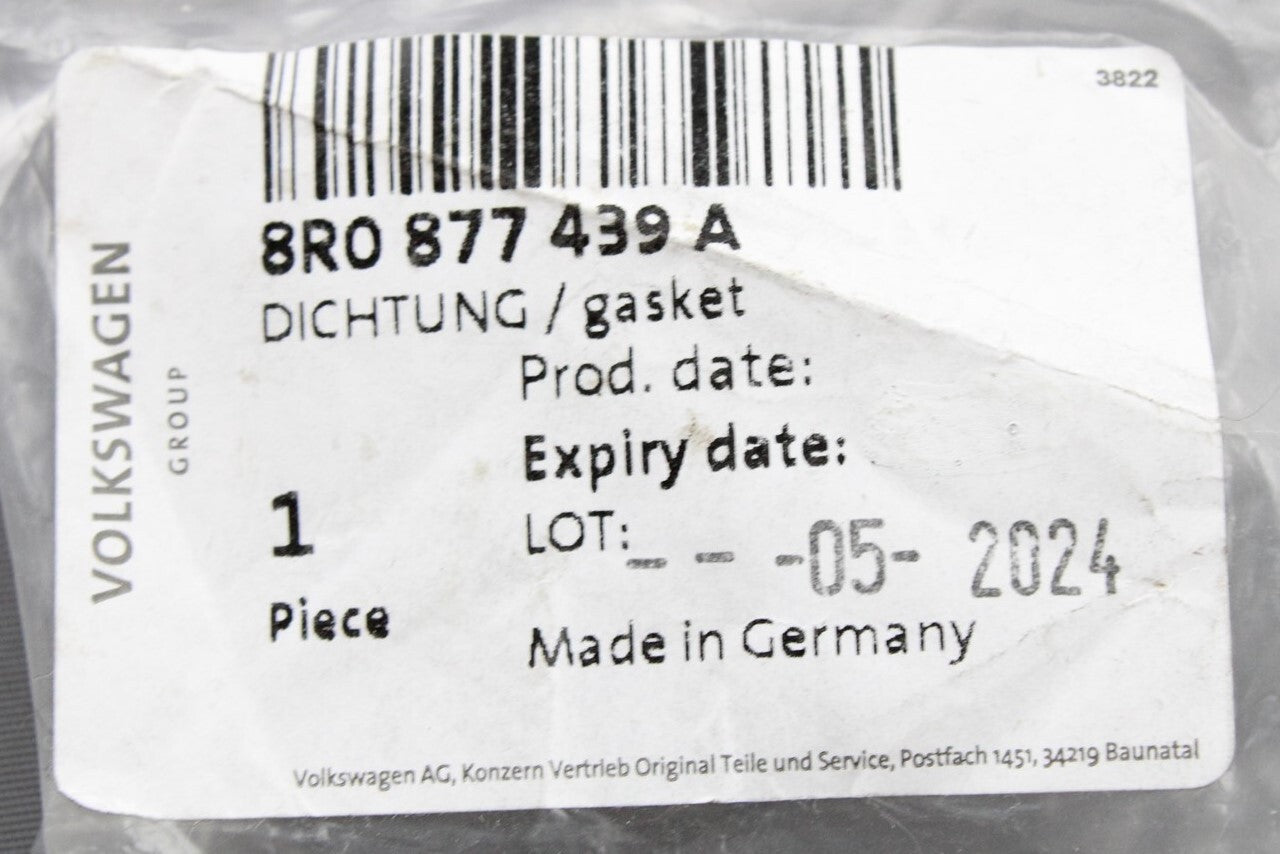 3822
8R0 877 439 A
DICHTUNG / gasket
Prod. date:
Expiry date:
LOT: - - -05- 2024
1
Piece
Made in Germany
VOLKSWAGEN
GROUP
Volkswagen AG, Konzern Vertrieb Original Teile und Service, Postfach 1451, 34219 Baunatal